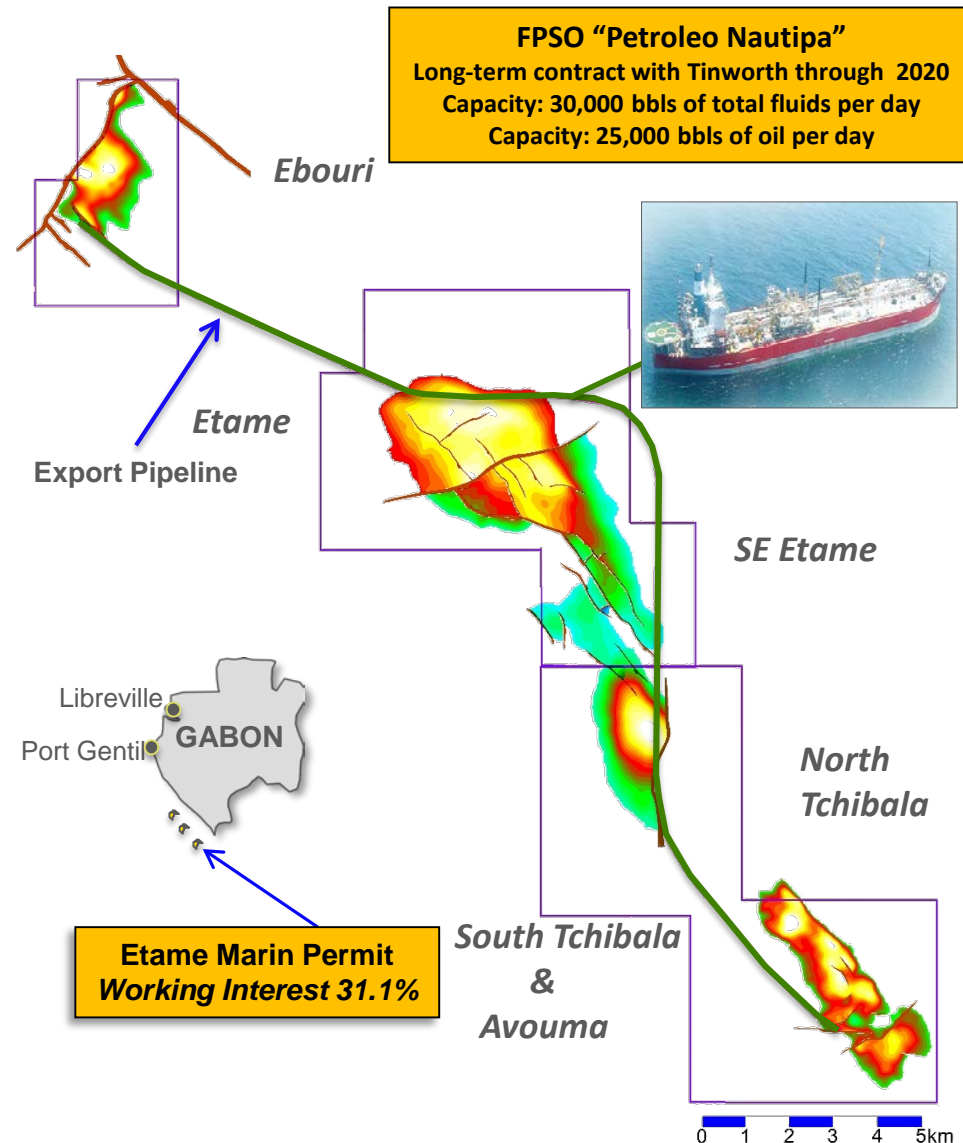 FPSO “Petroleo Nautipa”
Long-term contract with Tinworth through 2020
Capacity: 30,000 bbls of total fluids per day
Capacity: 25,000 bbls of oil per day
Ebouri
Etame
Export Pipeline
SE Etame
Libreville
GABON
Port Gentil
North
Tchibala
Etame Marin Permit
Working Interest 31.1%
South Tchibala
&
Avouma
0 1 2 3 4 5km